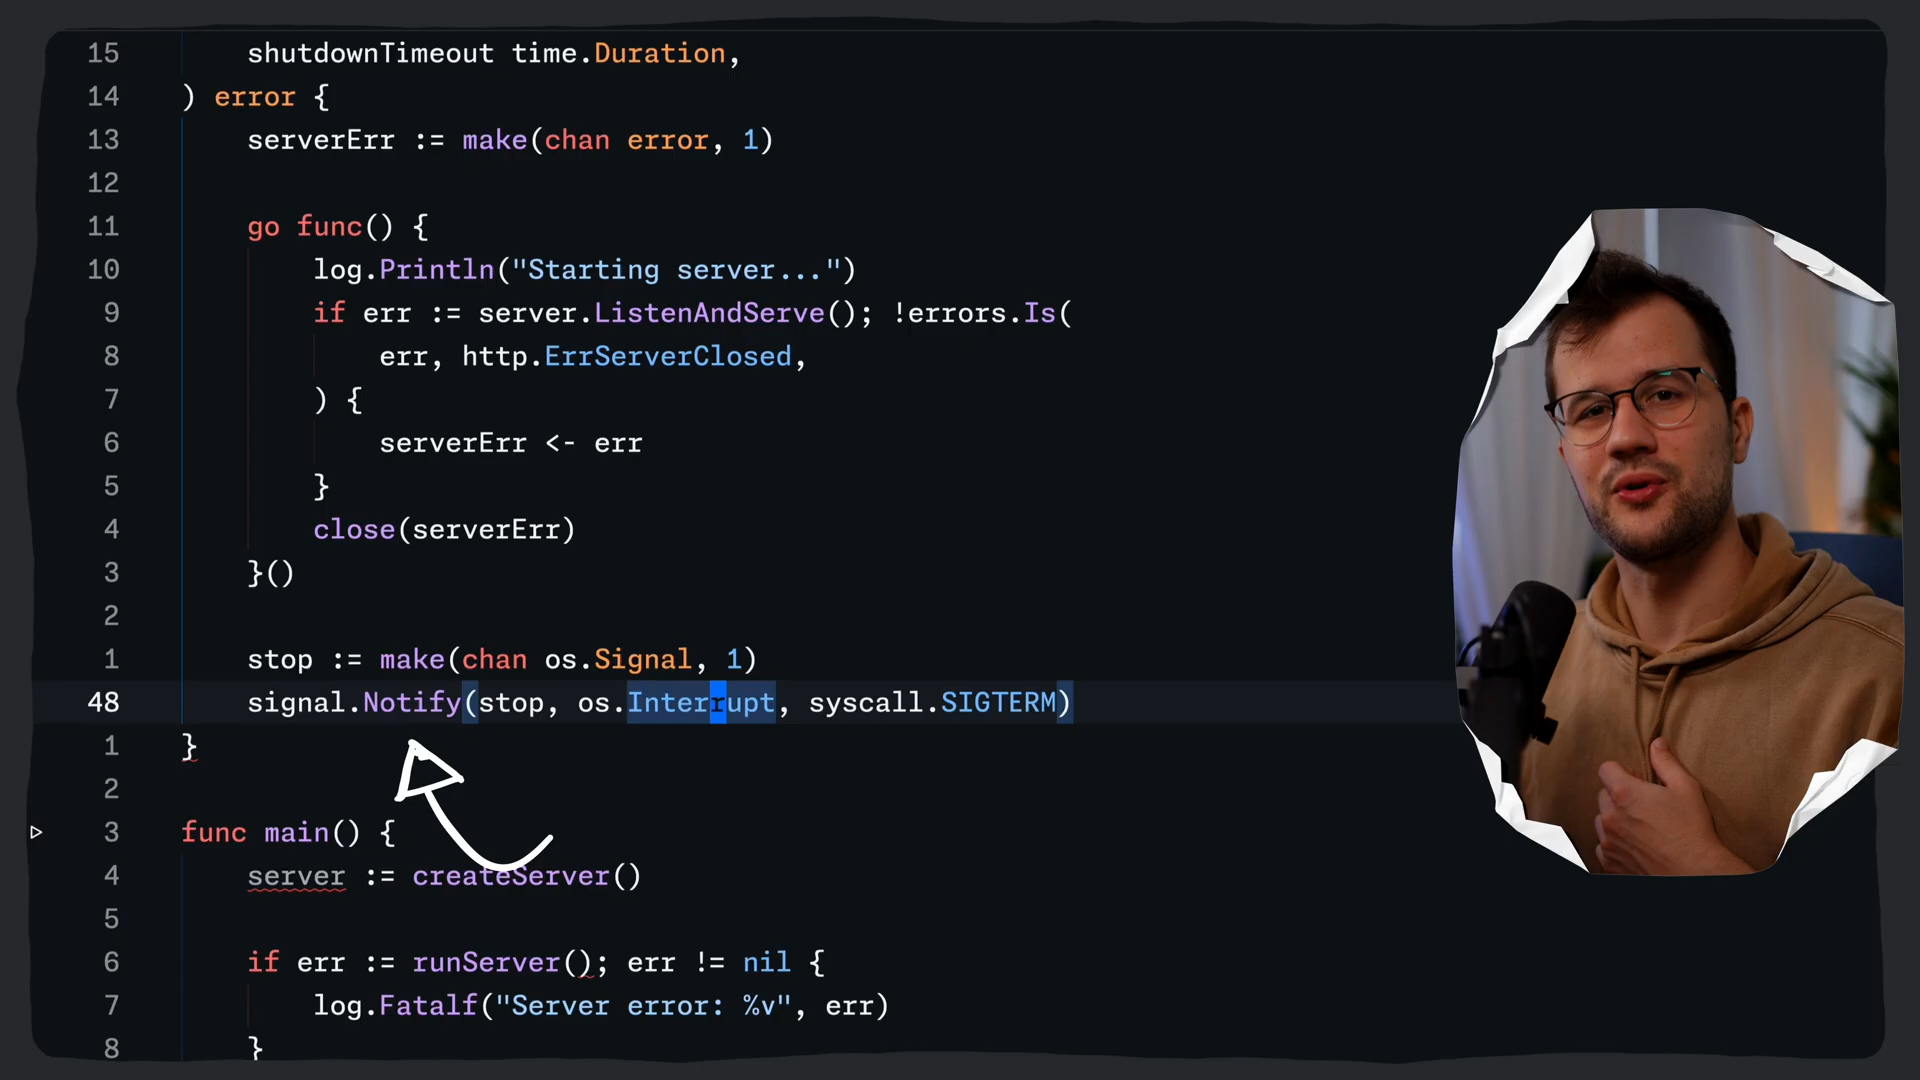 15 shutdownTimeout time.Duration,
14 ) error {
13 serverErr := make(chan error, 1)
12
11 go func() {
10 log.Println("Starting server...")
9 if err := server.ListenAndServe(); !errors.Is(
8 err, http.ErrServerClosed,
7 ) {
6 serverErr <- err
5 }
4 close(serverErr)
3 }()
2
1 stop := make(chan os.Signal, 1)
48 signal.Notify(stop, os.Interrupt, syscall.SIGTERM)
1 }
2
3 func main() {
4 server := createServer()
5
6 if err := runServer(); err != nil {
7 log.Fatalf("Server error: %v", err)
8 }